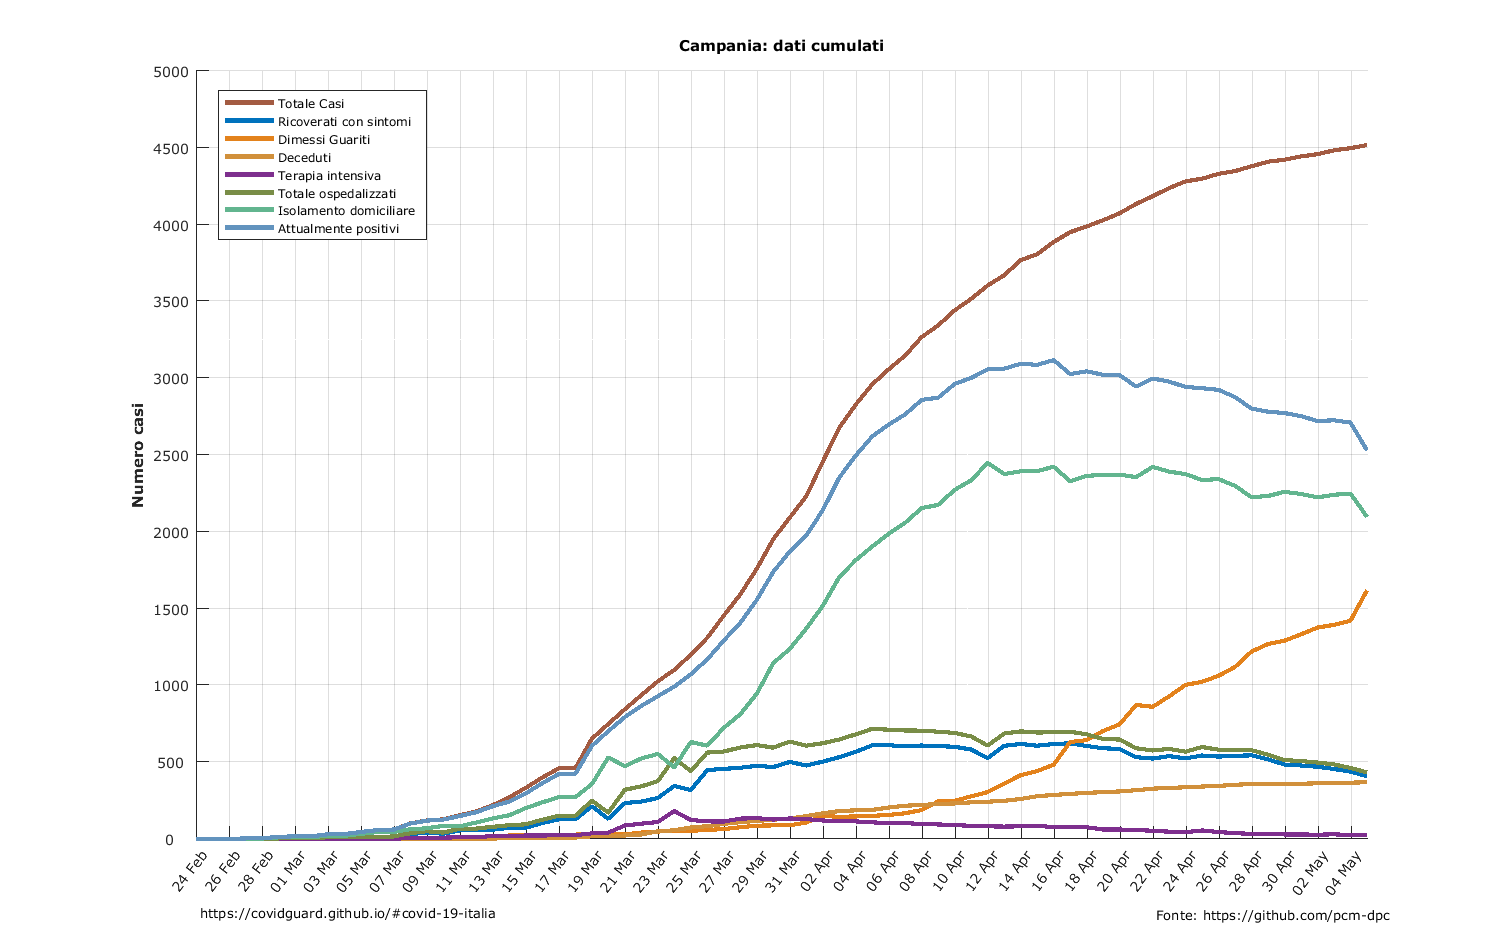 Campania: dati cumulati
Numero casi
5000
4500
4000
3500
3000
2500
2000
1500
1000
500
0
Totale Casi
Ricoverati con sintomi
Dimessi Guariti
Deceduti
Terapia intensiva
Totale ospedalizzati
Isolamento domiciliare
Attualmente positivi
24 Feb
26 Feb
28 Feb
01 Mar
03 Mar
05 Mar
07 Mar
09 Mar
11 Mar
13 Mar
15 Mar
17 Mar
19 Mar
21 Mar
23 Mar
25 Mar
27 Mar
29 Mar
31 Mar
02 Apr
04 Apr
06 Apr
08 Apr
10 Apr
12 Apr
14 Apr
16 Apr
18 Apr
20 Apr
22 Apr
24 Apr
26 Apr
28 Apr
30 Apr
02 May
04 May
https://covidguard.github.io/#covid-19-italia
Fonte: https://github.com/pcm-dpc